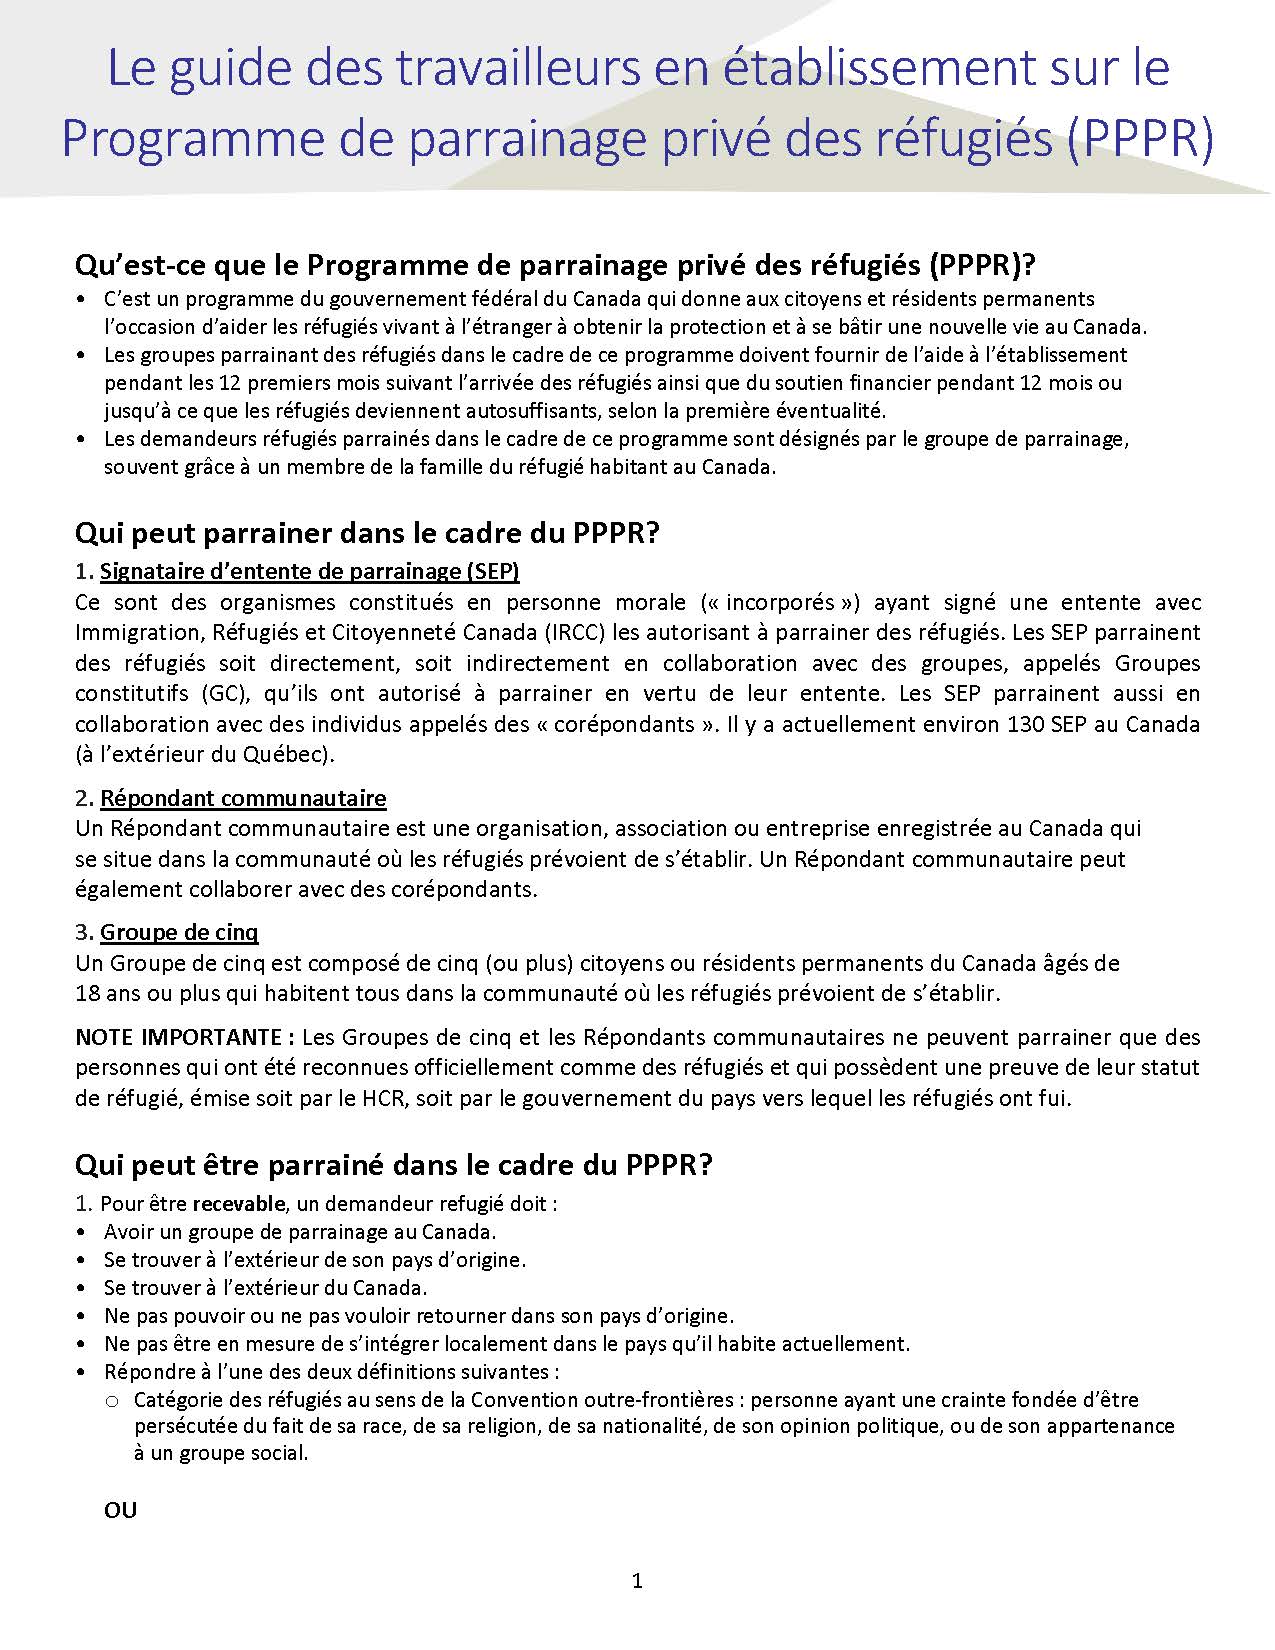 Le guide des travailleurs en établissement sur le
Programme de parrainage privé des réfugiés (PPPR)
Qu’est-ce que le Programme de parrainage privé des réfugiés (PPPR)?
• C’est un programme du gouvernement fédéral du Canada qui donne aux citoyens et résidents permanents
l’occasion d’aider les réfugiés vivant à l’étranger à obtenir la protection et à se bâtir une nouvelle vie au Canada.
• Les groupes parrainant des réfugiés dans le cadre de ce programme doivent fournir de l’aide à l’établissement
pendant les 12 premiers mois suivant l’arrivée des réfugiés ainsi que du soutien financier pendant 12 mois ou
jusqu’à ce que les réfugiés deviennent autosuffisants, selon la première éventualité.
• Les demandeurs réfugiés parrainés dans le cadre de ce programme sont désignés par le groupe de parrainage,
souvent grâce à un membre de la famille du réfugié habitant au Canada.
Qui peut parrainer dans le cadre du PPPR?
1. Signataire d’entente de parrainage (SEP)
Ce sont des organismes constitués en personne morale (« incorporés ») ayant signé une entente avec
Immigration, Réfugiés et Citoyenneté Canada (IRCC) les autorisant à parrainer des réfugiés. Les SEP parrainent
des réfugiés soit directement, soit indirectement en collaboration avec des groupes, appelés Groupes
constitutifs (GC), qu’ils ont autorisé à parrainer en vertu de leur entente. Les SEP parrainent aussi en
collaboration avec des individus appelés des « corépondants ». Il y a actuellement environ 130 SEP au Canada
(à l’extérieur du Québec).
2. Répondant communautaire
Un Répondant communautaire est une organisation, association ou entreprise enregistrée au Canada qui
se situe dans la communauté où les réfugiés prévoient de s’établir. Un Répondant communautaire peut
également collaborer avec des corépondants.
3. Groupe de cinq
Un Groupe de cinq est composé de cinq (ou plus) citoyens ou résidents permanents du Canada âgés de
18 ans ou plus qui habitent tous dans la communauté où les réfugiés prévoient de s’établir.
NOTE IMPORTANTE : Les Groupes de cinq et les Répondants communautaires ne peuvent parrainer que des
personnes qui ont été reconnues officiellement comme des réfugiés et qui possèdent une preuve de leur statut
de réfugié, émise soit par le HCR, soit par le gouvernement du pays vers lequel les réfugiés ont fui.
Qui peut être parrainé dans le cadre du PPPR?
1. Pour être recevable, un demandeur refugié doit :
• Avoir un groupe de parrainage au Canada.
• Se trouver à l’extérieur de son pays d’origine.
• Se trouver à l’extérieur du Canada.
• Ne pas pouvoir ou ne pas vouloir retourner dans son pays d’origine.
• Ne pas être en mesure de s’intégrer localement dans le pays qu’il habite actuellement.
• Répondre à l’une des deux définitions suivantes :
o Catégorie des réfugiés au sens de la Convention outre-frontières : personne ayant une crainte fondée d’être
persécutée du fait de sa race, de sa religion, de sa nationalité, de son opinion politique, ou de son appartenance
à un groupe social.
OU
1